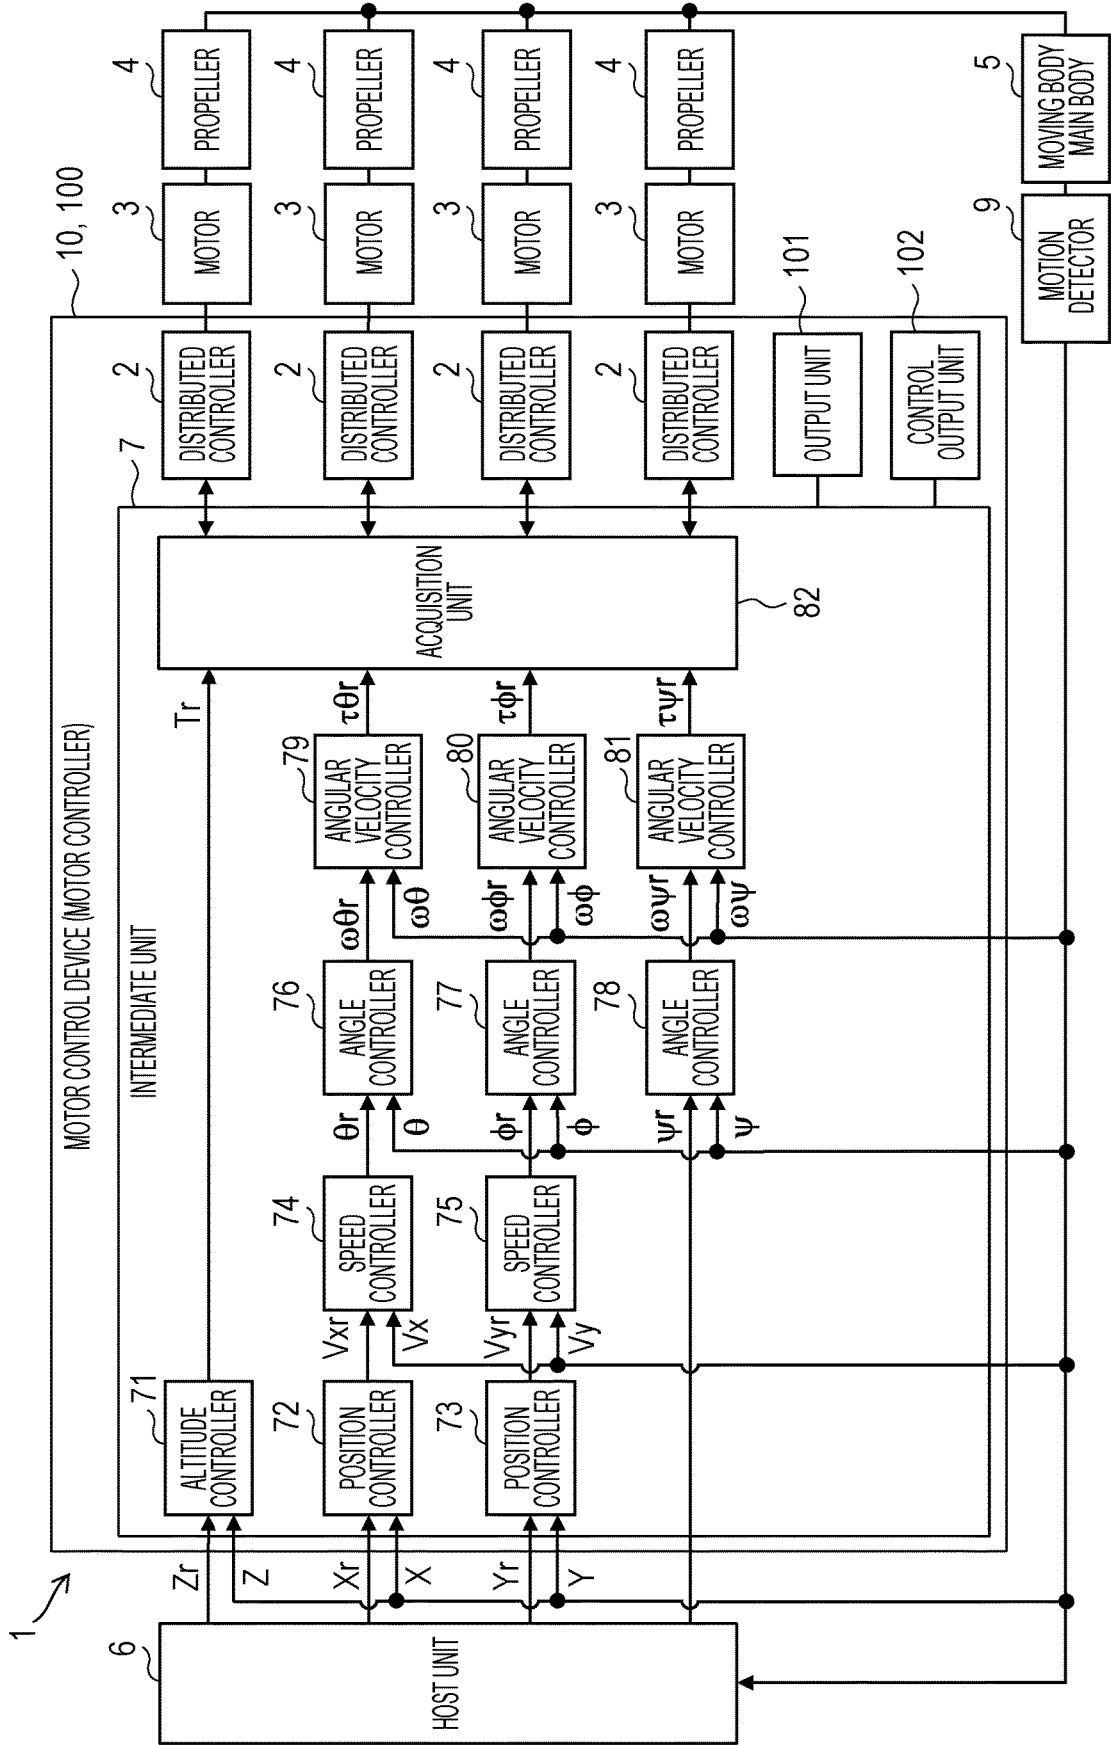 1
MOTOR CONTROL DEVICE (MOTOR CONTROLLER)
10, 100
INTERMEDIATE UNIT
7
6
HOST UNIT
Zr
Z
Xr
X
Yr
Y
71
ALTITUDE
CONTROLLER
72
POSITION
CONTROLLER
73
POSITION
CONTROLLER
Vxr
Vx
Vyr
Vy
74
SPEED
CONTROLLER
75
SPEED
CONTROLLER
θr
θ
ϕr
ϕ
ψr
ψ
76
ANGLE
CONTROLLER
77
ANGLE
CONTROLLER
78
ANGLE
CONTROLLER
ωθr
ωθ
ωϕr
ωϕ
ωψr
ωψ
79
ANGULAR
VELOCITY
CONTROLLER
80
ANGULAR
VELOCITY
CONTROLLER
81
ANGULAR
VELOCITY
CONTROLLER
Tr
τθr
τϕr
τψr
ACQUISITION
UNIT
82
2
DISTRIBUTED
CONTROLLER
2
DISTRIBUTED
CONTROLLER
2
DISTRIBUTED
CONTROLLER
2
DISTRIBUTED
CONTROLLER
101
OUTPUT UNIT
102
CONTROL
OUTPUT UNIT
3
MOTOR
3
MOTOR
3
MOTOR
3
MOTOR
9
MOTION
DETECTOR
4
PROPELLER
4
PROPELLER
4
PROPELLER
4
PROPELLER
5
MOVING BODY
MAIN BODY